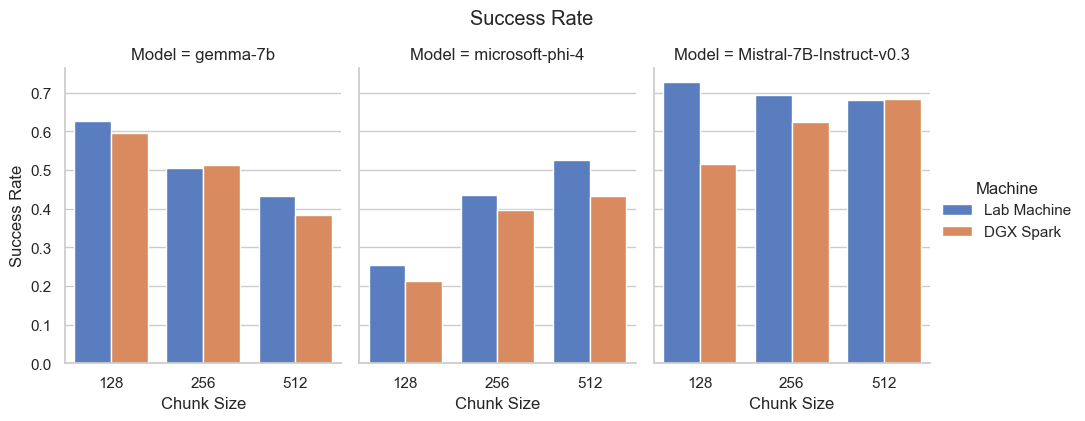 Success Rate
Model = gemma-7b
Model = microsoft-phi-4
Model = Mistral-7B-Instruct-v0.3
Success Rate
0.7
0.6
0.5
0.4
0.3
0.2
0.1
0.0
128 256 512
128 256 512
128 256 512
Chunk Size
Chunk Size
Chunk Size
Machine
Lab Machine
DGX Spark